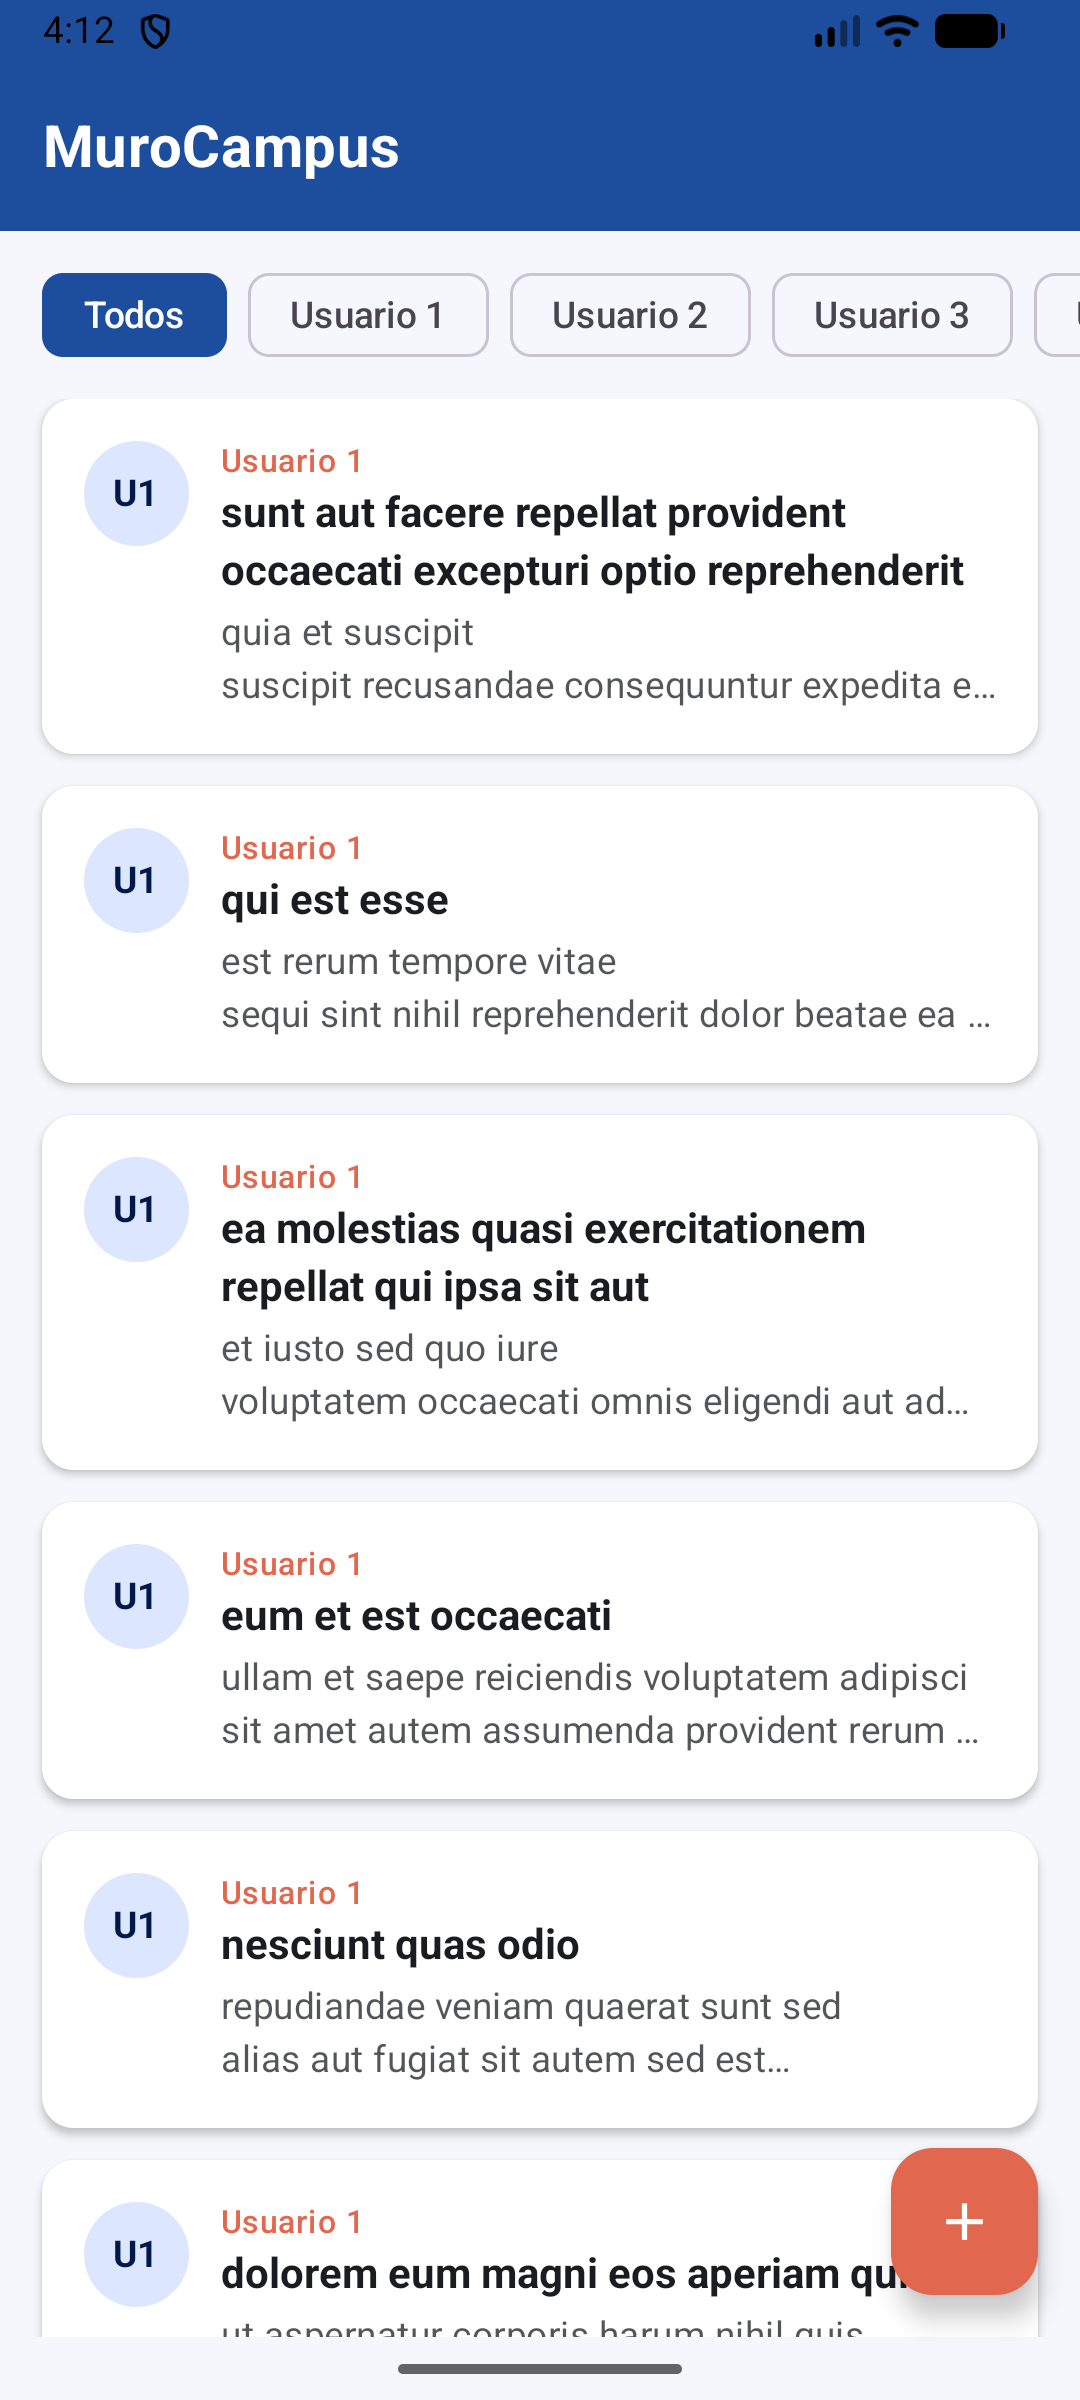 4:12
MuroCampus
Todos
Usuario 1
Usuario 2
Usuario 3
U1
Usuario 1
sunt aut facere repellat provident
occaecati excepturi optio reprehenderit
quia et suscipit
suscipit recusandae consequuntur expedita e…
U1
Usuario 1
qui est esse
est rerum tempore vitae
sequi sint nihil reprehenderit dolor beatae ea …
U1
Usuario 1
ea molestias quasi exercitationem
repellat qui ipsa sit aut
et iusto sed quo iure
voluptatem occaecati omnis eligendi aut ad…
U1
Usuario 1
eum et est occaecati
ullam et saepe reiciendis voluptatem adipisci
sit amet autem assumenda provident rerum …
U1
Usuario 1
nesciunt quas odio
repudiandae veniam quaerat sunt sed
alias aut fugiat sit autem sed est…
U1
Usuario 1
dolorem eum magni eos aperiam
ut aspernatur corporis harum nihil quis